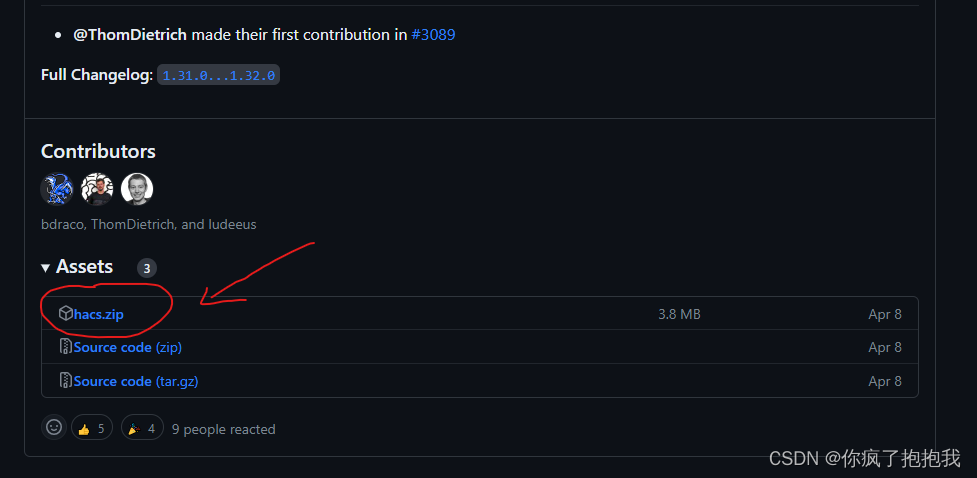 @ThomDietrich made their first contribution in #3089
Full Changelog: 1.31.0...1.32.0
Contributors
bdraco, ThomDietrich, and ludeeus
Assets 3
hacs.zip 3.8 MB Apr 8
Source code (zip) Apr 8
Source code (tar.gz) Apr 8
5 4 9 people reacted
CSDN @你疯了抱抱我